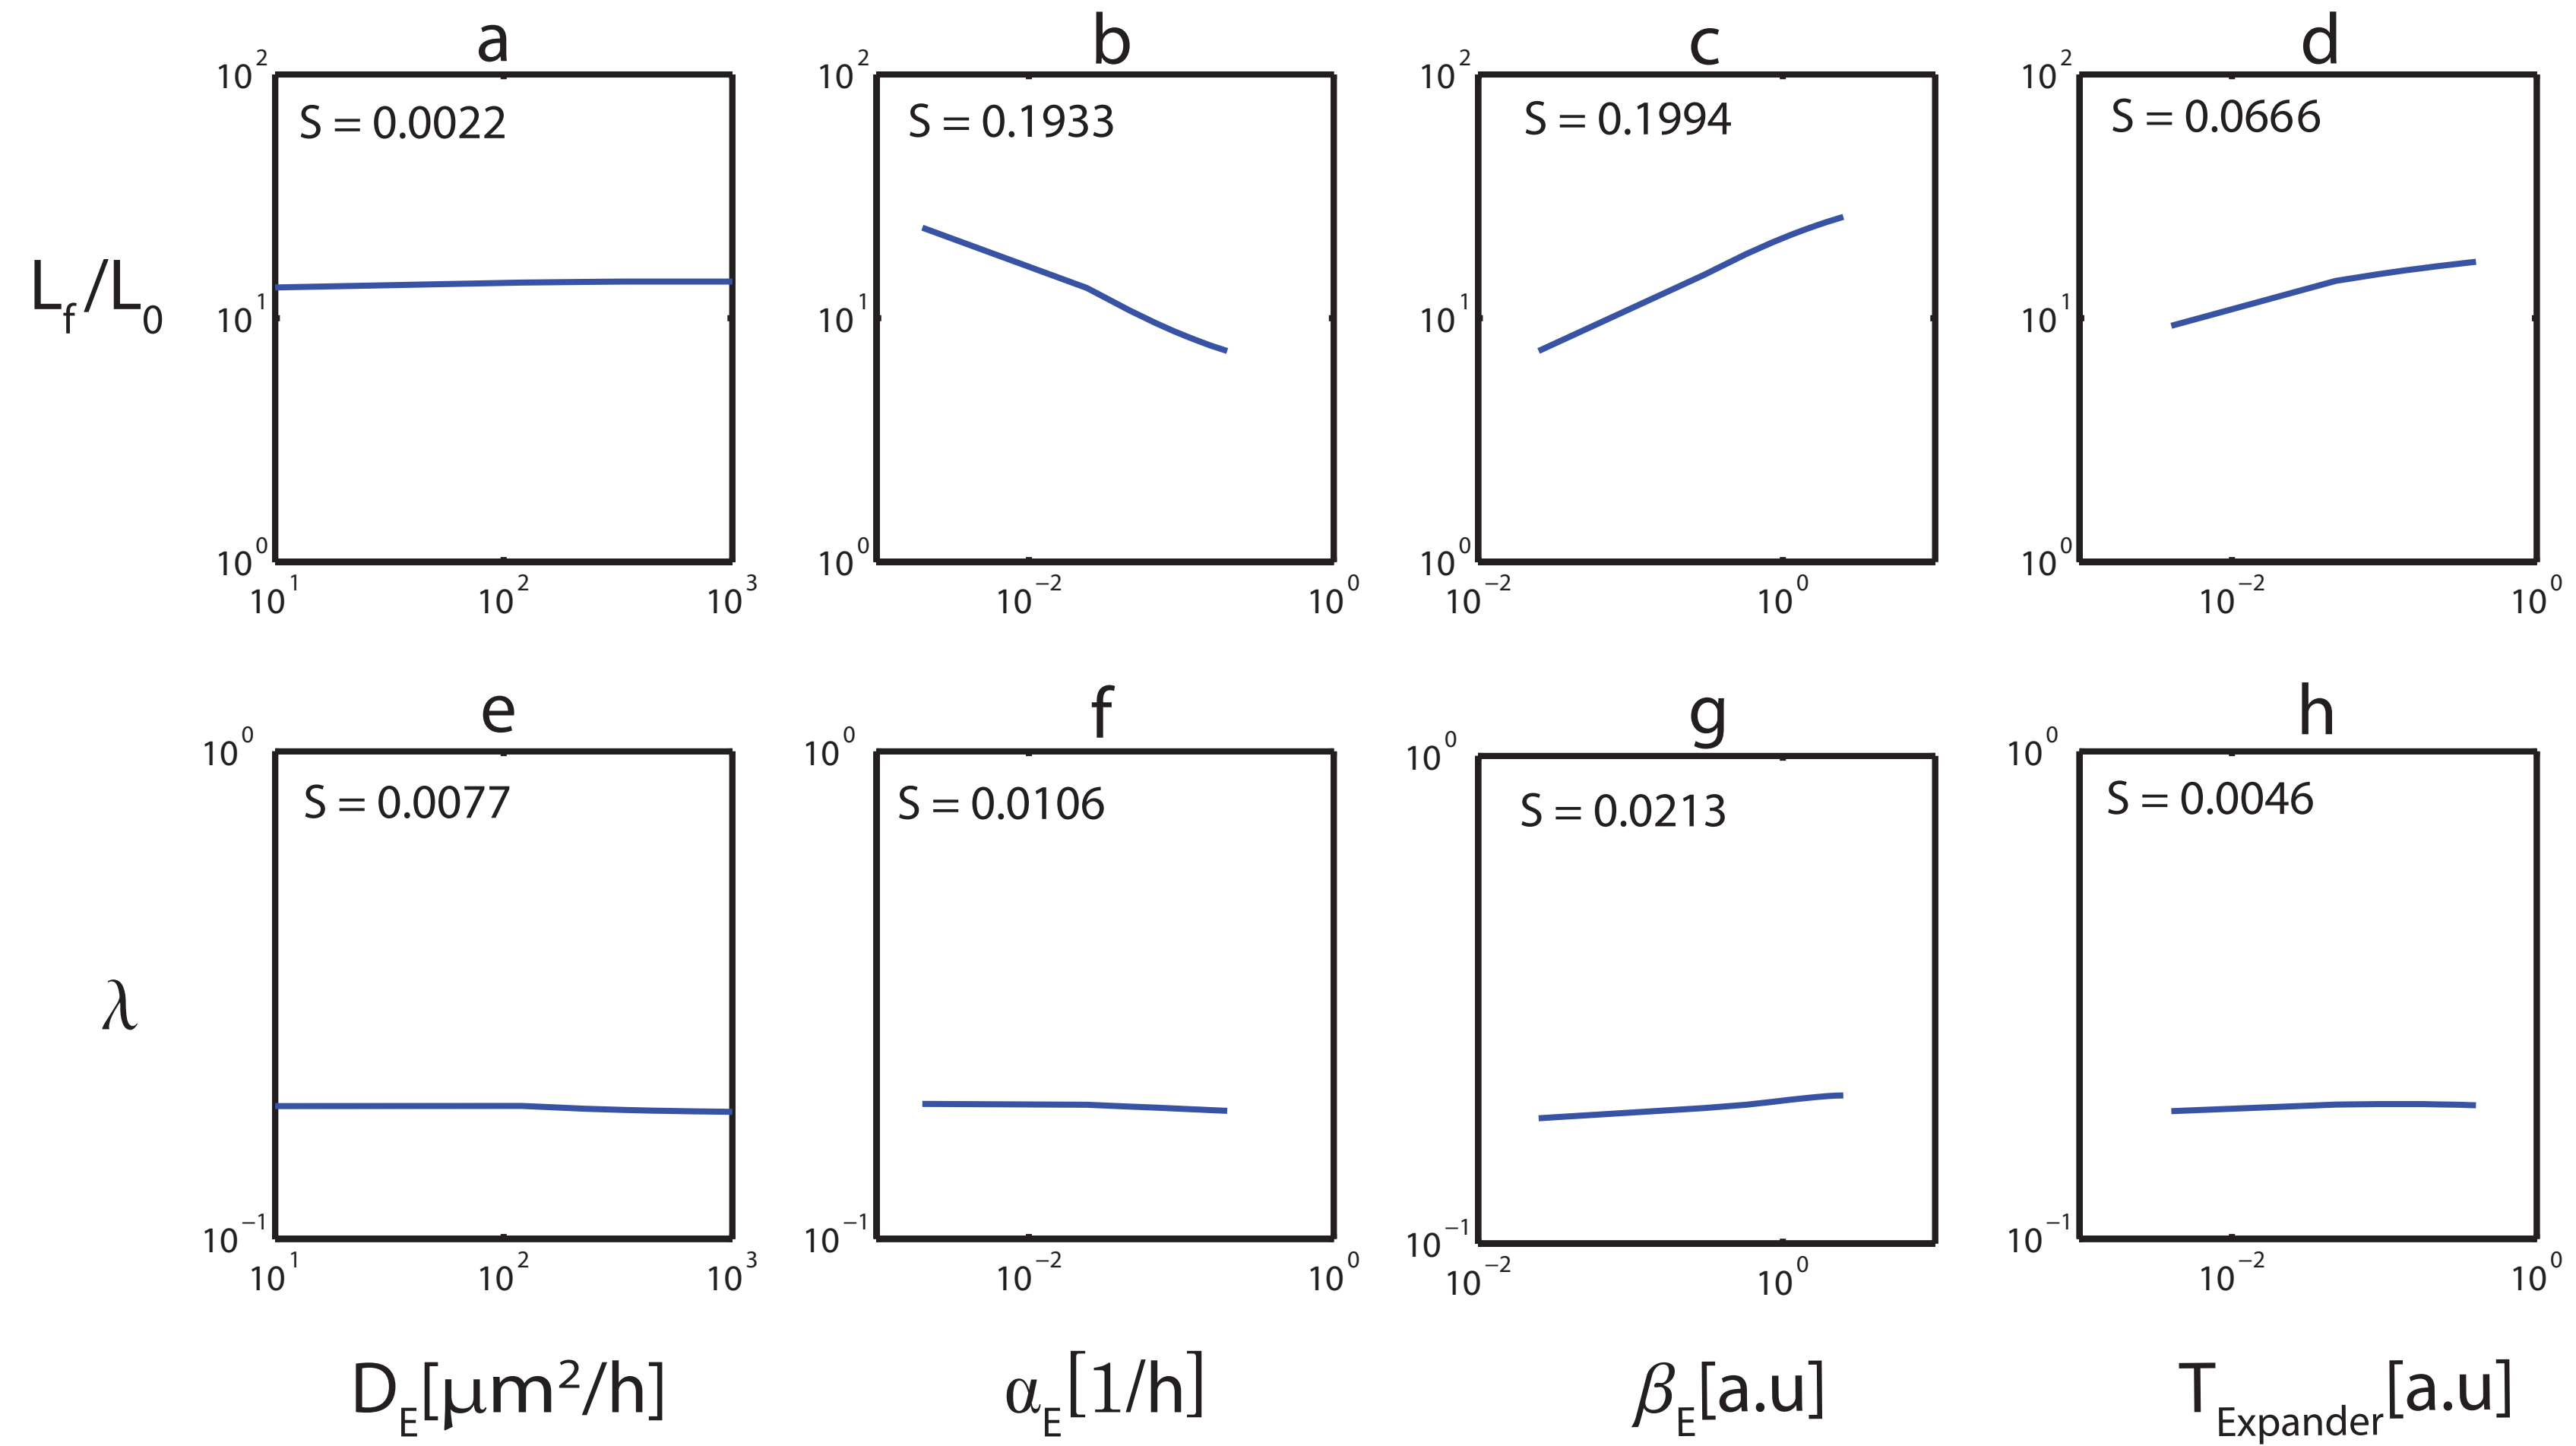 a b c d
L_f/L_0
10^2 10^1 10^0
S = 0.0022
10^1 10^2 10^3
10^2 10^1 10^0
S = 0.1933
10^−2 10^0
10^2 10^1 10^0
S = 0.1994
10^−2 10^0
10^2 10^1 10^0
S = 0.0666
10^−2 10^0
e f g h
λ
10^0 10^−1
S = 0.0077
10^1 10^2 10^3
10^0 10^−1
S = 0.0106
10^−2 10^0
10^0 10^−1
S = 0.0213
10^−2 10^0
10^0 10^−1
S = 0.0046
10^−2 10^0
D_E[μm²/h]
α_E[1/h]
β_E[a.u]
T_Expander[a.u]